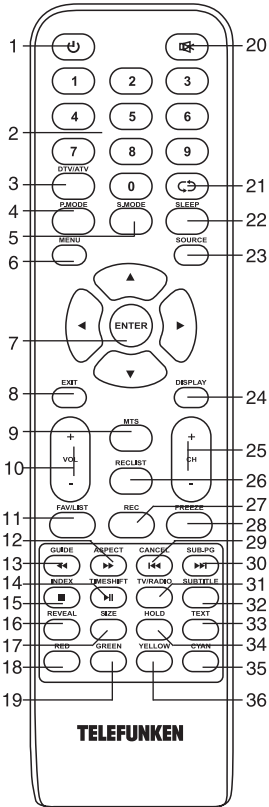 1 20
1 2 3
2
4 5 6
7 8 9
3 DTV/ATV 0 21
4 P.MODE S.MODE SLEEP 22
5
6 MENU SOURCE 23
7 ENTER
8 EXIT DISPLAY 24
9 MTS
+ + 25
10 VOL CH
RECLIST 26
- -
11 FAV/LIST REC FREEZE 27
12 28
GUIDE ASPECT CANCEL SUB.PG 29
13 30
14 INDEX TIMESHIFT TV/RADIO SUBTITLE 31
15 32
16 REVEAL SIZE HOLD TEXT 33
17 34
18 RED GREEN YELLOW CYAN 35
19 36
TELEFUNKEN